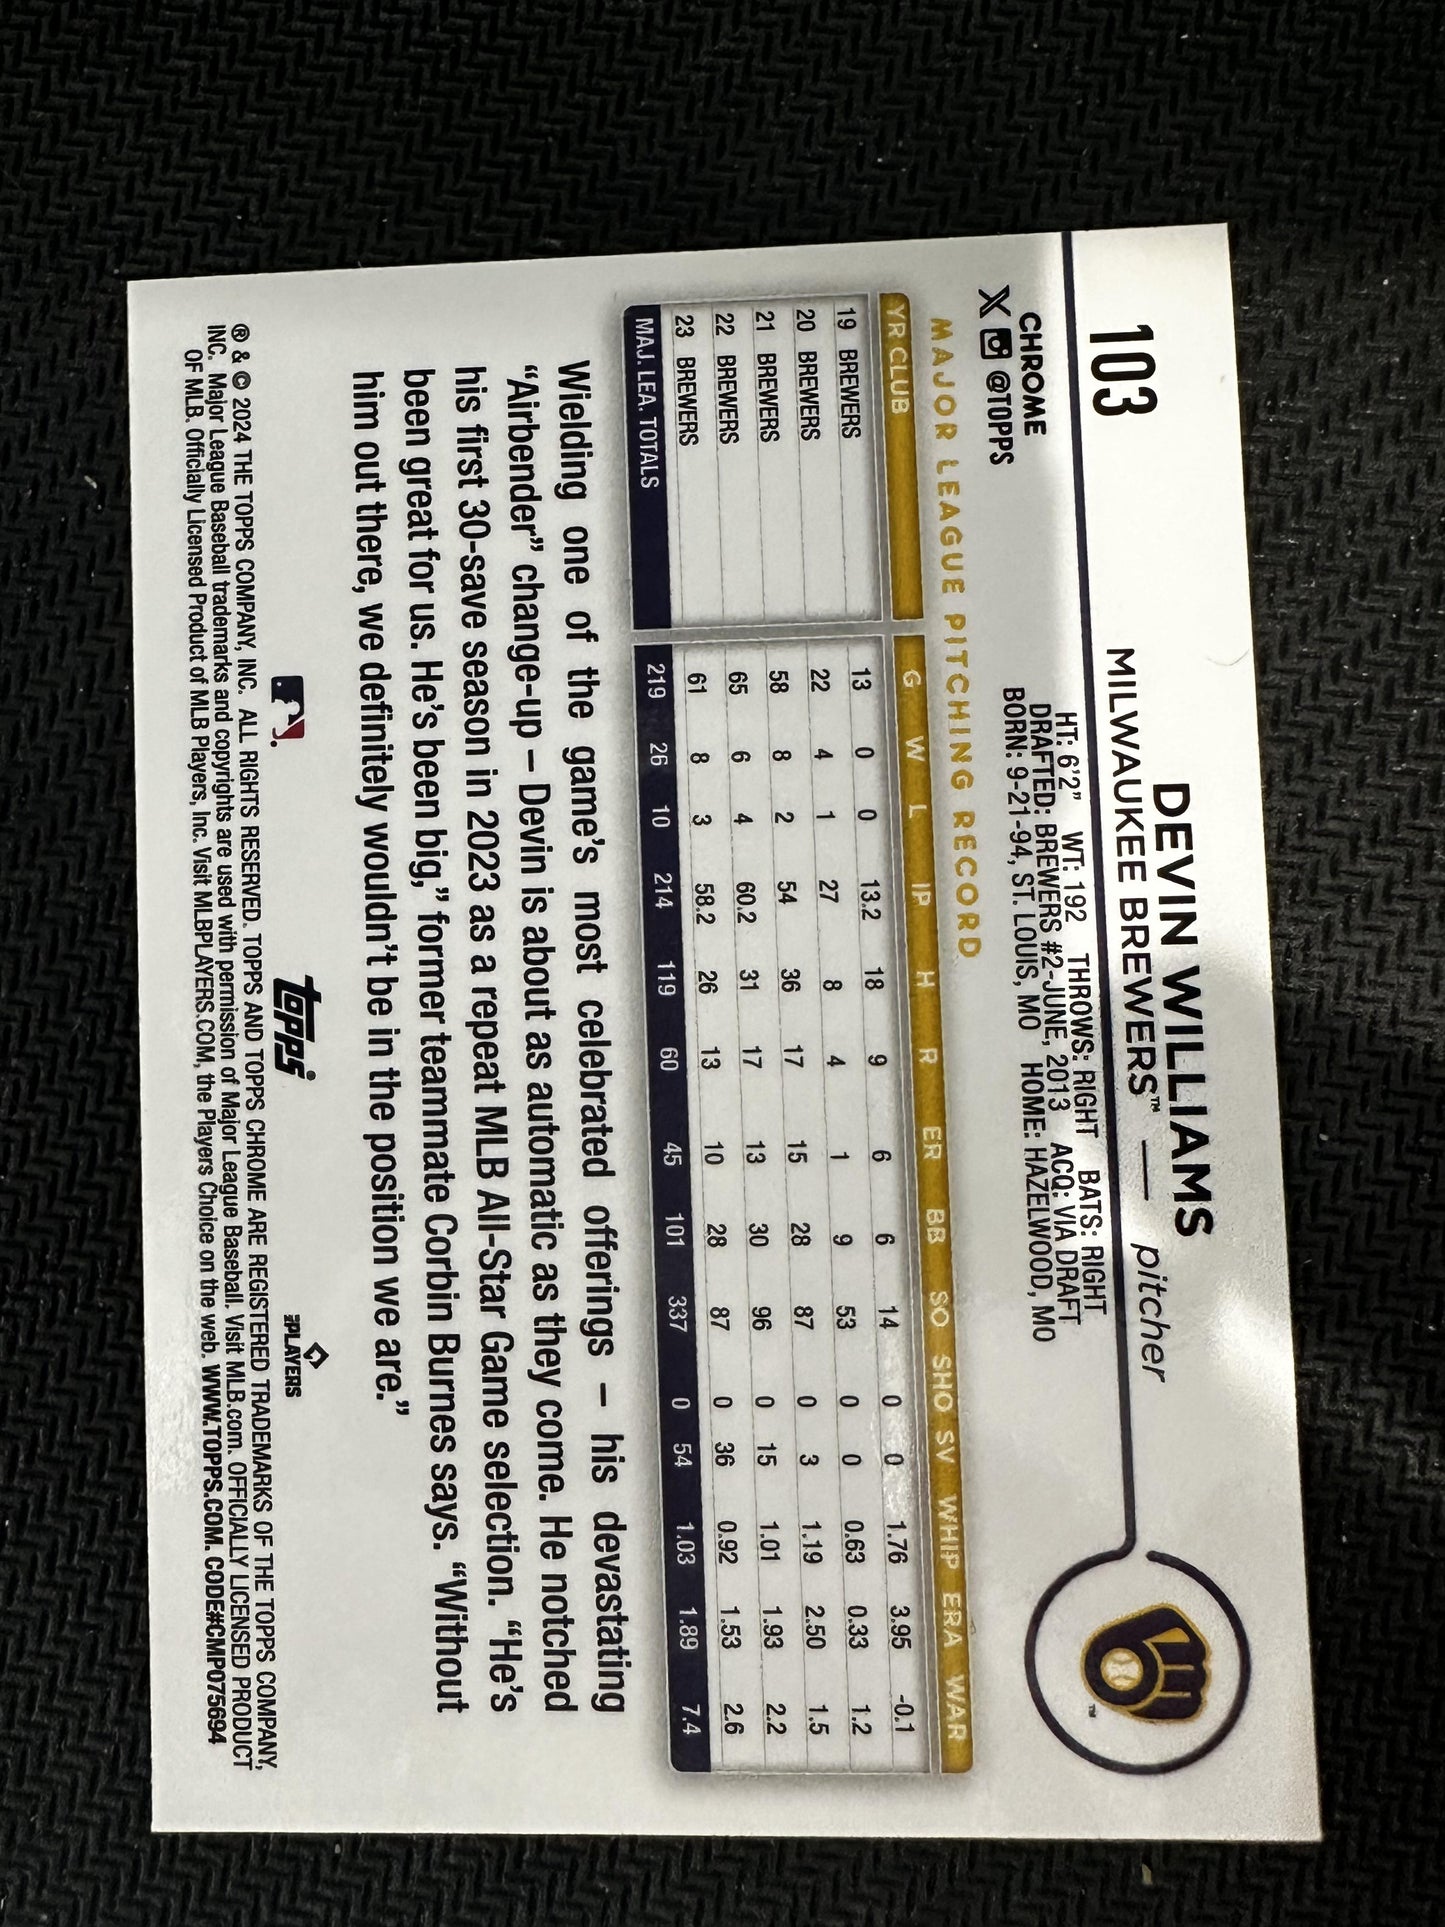 103
DEVIN WILLIAMS
MILWAUKEE BREWERS™ — pitcher
CHROME
X @TOPPS
HT: 6'2" WT: 192 THROWS: RIGHT BATS: RIGHT
DRAFTED: BREWERS #2-JUNE, 2013 ACQ: VIA DRAFT
BORN: 9-21-94, ST. LOUIS, MO HOME: HAZELWOOD, MO
MAJOR LEAGUE PITCHING RECORD
YR CLUB G W L IP H R ER BB SO SHO SV WHIP ERA WAR
19 BREWERS 13 0 0 13.2 18 9 6 6 14 0 0 1.76 3.95 -0.1
20 BREWERS 22 4 1 27 8 4 1 9 53 0 0 0.63 0.33 1.2
21 BREWERS 58 8 2 54 36 17 15 28 87 0 3 1.19 2.50 1.5
22 BREWERS 65 6 4 60.2 31 17 13 30 96 0 15 1.01 1.93 2.2
23 BREWERS 61 8 3 58.2 26 13 10 28 87 0 36 0.92 1.53 2.6
MAJ. LEA. TOTALS 219 26 10 214 119 60 45 101 337 0 54 1.03 1.89 7.4
Wielding one of the game's most celebrated offerings – his devastating
“Airbender” change-up – Devin is about as automatic as they come. He notched
his first 30-save season in 2023 as a repeat MLB All-Star Game selection. “He's
been great for us. He's been big,” former teammate Corbin Burnes says. “Without
him out there, we definitely wouldn't be in the position we are.”
topps®
MLB PLAYERS
® & © 2024 THE TOPPS COMPANY, INC. ALL RIGHTS RESERVED. TOPPS AND TOPPS CHROME ARE REGISTERED TRADEMARKS OF THE TOPPS COMPANY,
INC. Major League Baseball trademarks and copyrights are used with permission of Major League Baseball. Visit MLB.com. OFFICIALLY LICENSED PRODUCT
OF MLB. Officially Licensed Product of MLB Players, Inc. Visit MLBPLAYERS.COM, the Players Choice on the web. WWW.TOPPS.COM. CODE#CMP075694